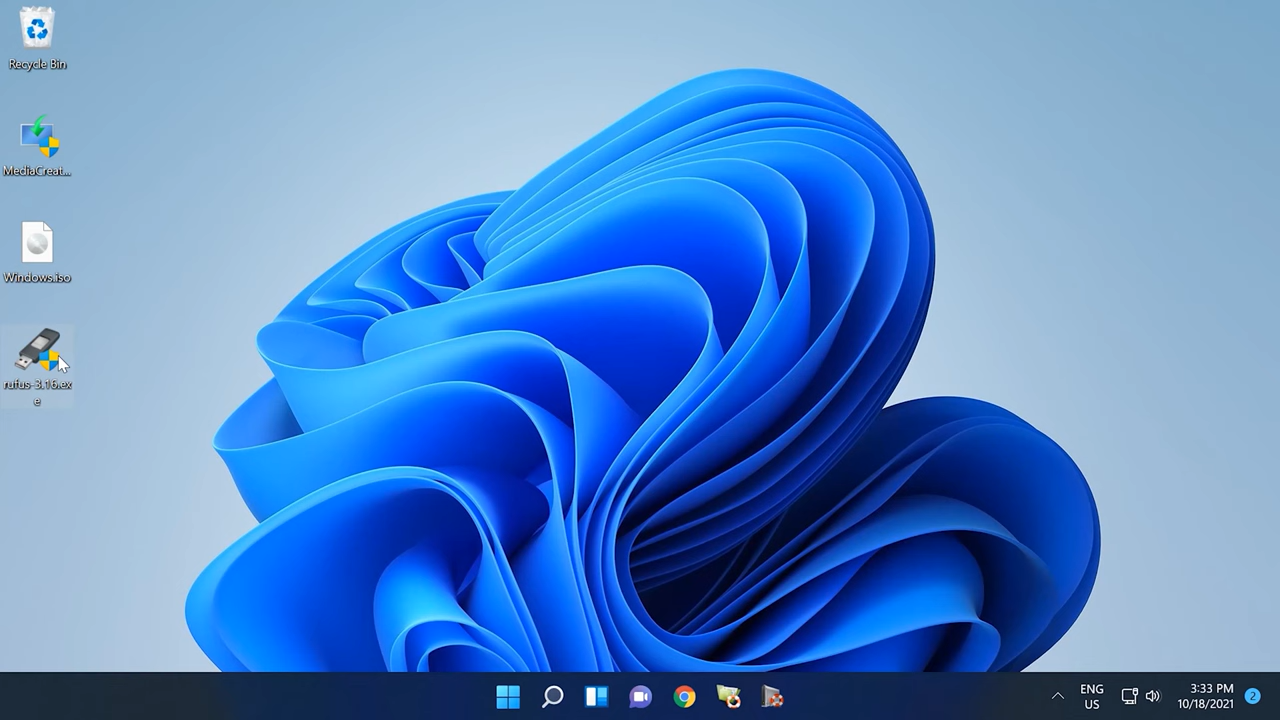 Recycle Bin
MediaCreat...
Windows.iso
rufus-3.16.ex
e
ENG
US
3:33 PM
10/18/2021
2